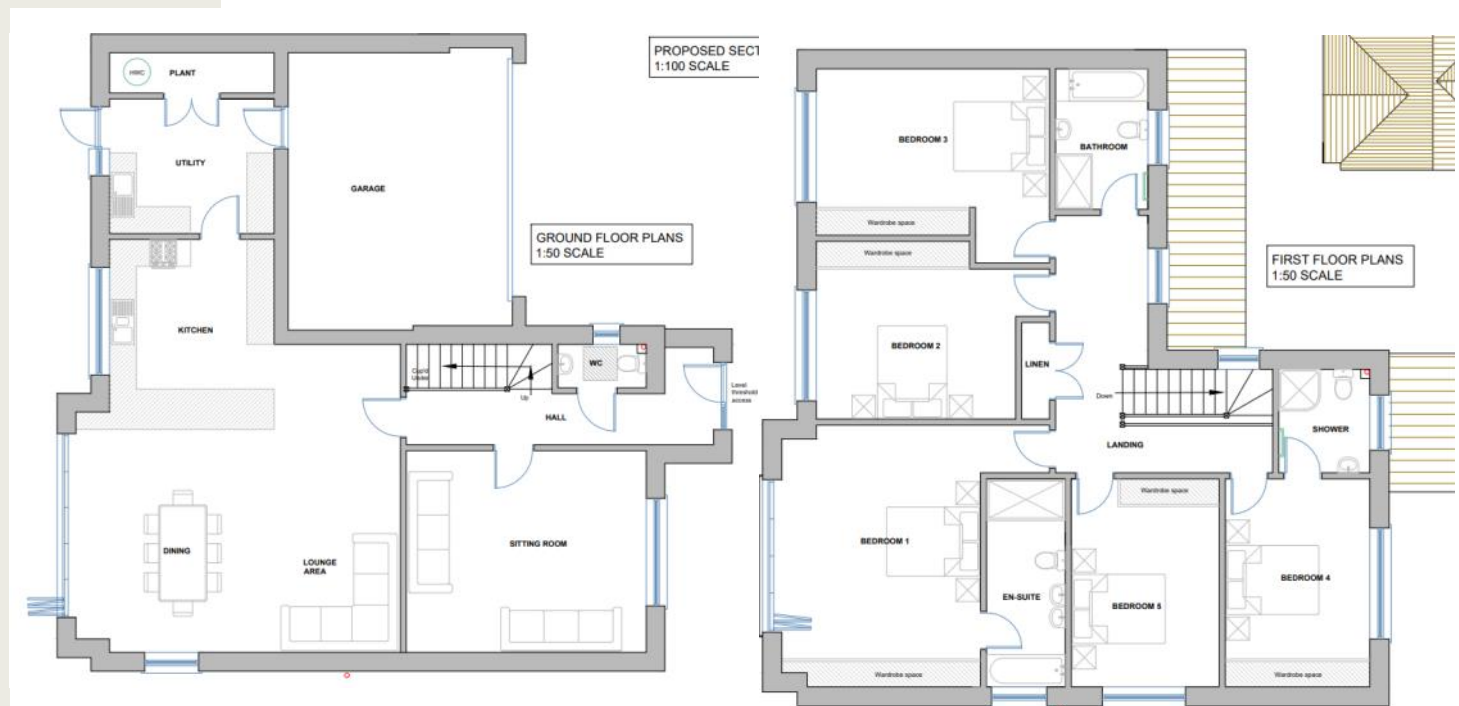 PROPOSED SECT
1:100 SCALE
HWC
PLANT
UTILITY
GARAGE
GROUND FLOOR PLANS
1:50 SCALE
KITCHEN
Cup'd
Under
Up
WC
HALL
Level
threshold
access
SITTING ROOM
DINING
LOUNGE
AREA
BEDROOM 3
BATHROOM
Wardrobe space
Wardrobe space
FIRST FLOOR PLANS
1:50 SCALE
BEDROOM 2
LINEN
Down
LANDING
SHOWER
Wardrobe space
BEDROOM 1
EN-SUITE
BEDROOM 5
BEDROOM 4
Wardrobe space
Wardrobe space